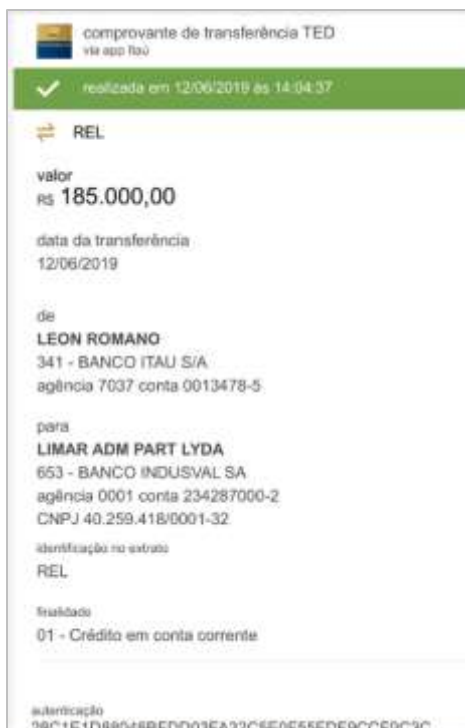 comprovante de transferência TED
via app Itaú
realizada em 12/06/2019 às 14:04:37
REL
valor
R$ 185.000,00
data da transferência
12/06/2019
de
LEON ROMANO
341 - BANCO ITAU S/A
agência 7037 conta 0013478-5
para
LIMAR ADM PART LYDA
653 - BANCO INDUSVAL SA
agência 0001 conta 234287000-2
CNPJ 40.259.418/0001-32
identificação no extrato
REL
finalidade
01 - Crédito em conta corrente
autenticação